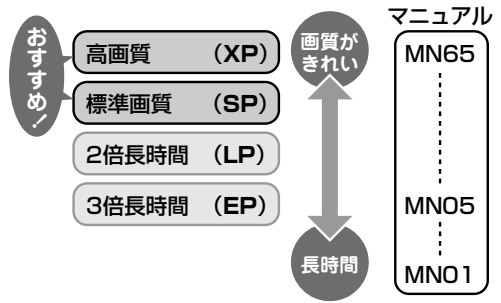 おすすめ!
高画質 (XP)
標準画質 (SP)
2倍長時間 (LP)
3倍長時間 (EP)
画質が
きれい
長時間
マニュアル
MN65
MN05
MN01